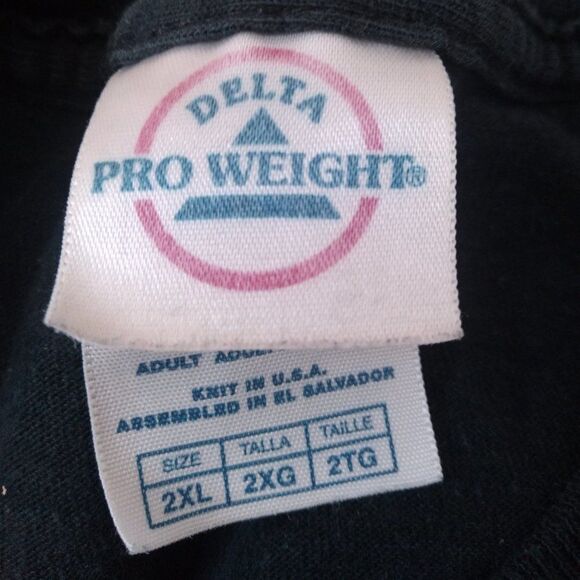 DELTA
PRO WEIGHT®
ADULT
KNIT IN U.S.A.
ASSEMBLED IN EL SALVADOR
SIZE TALLA TAILLE
2XL 2XG 2TG